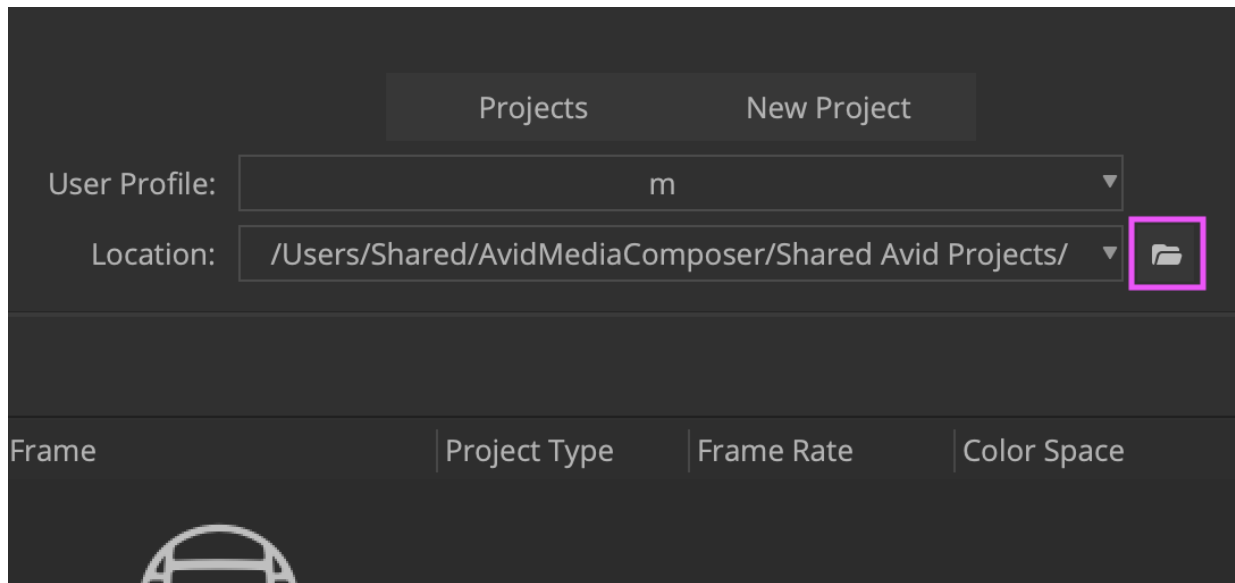 Projects New Project
User Profile: m
Location: /Users/Shared/AvidMediaComposer/Shared Avid Projects/
Frame Project Type Frame Rate Color Space